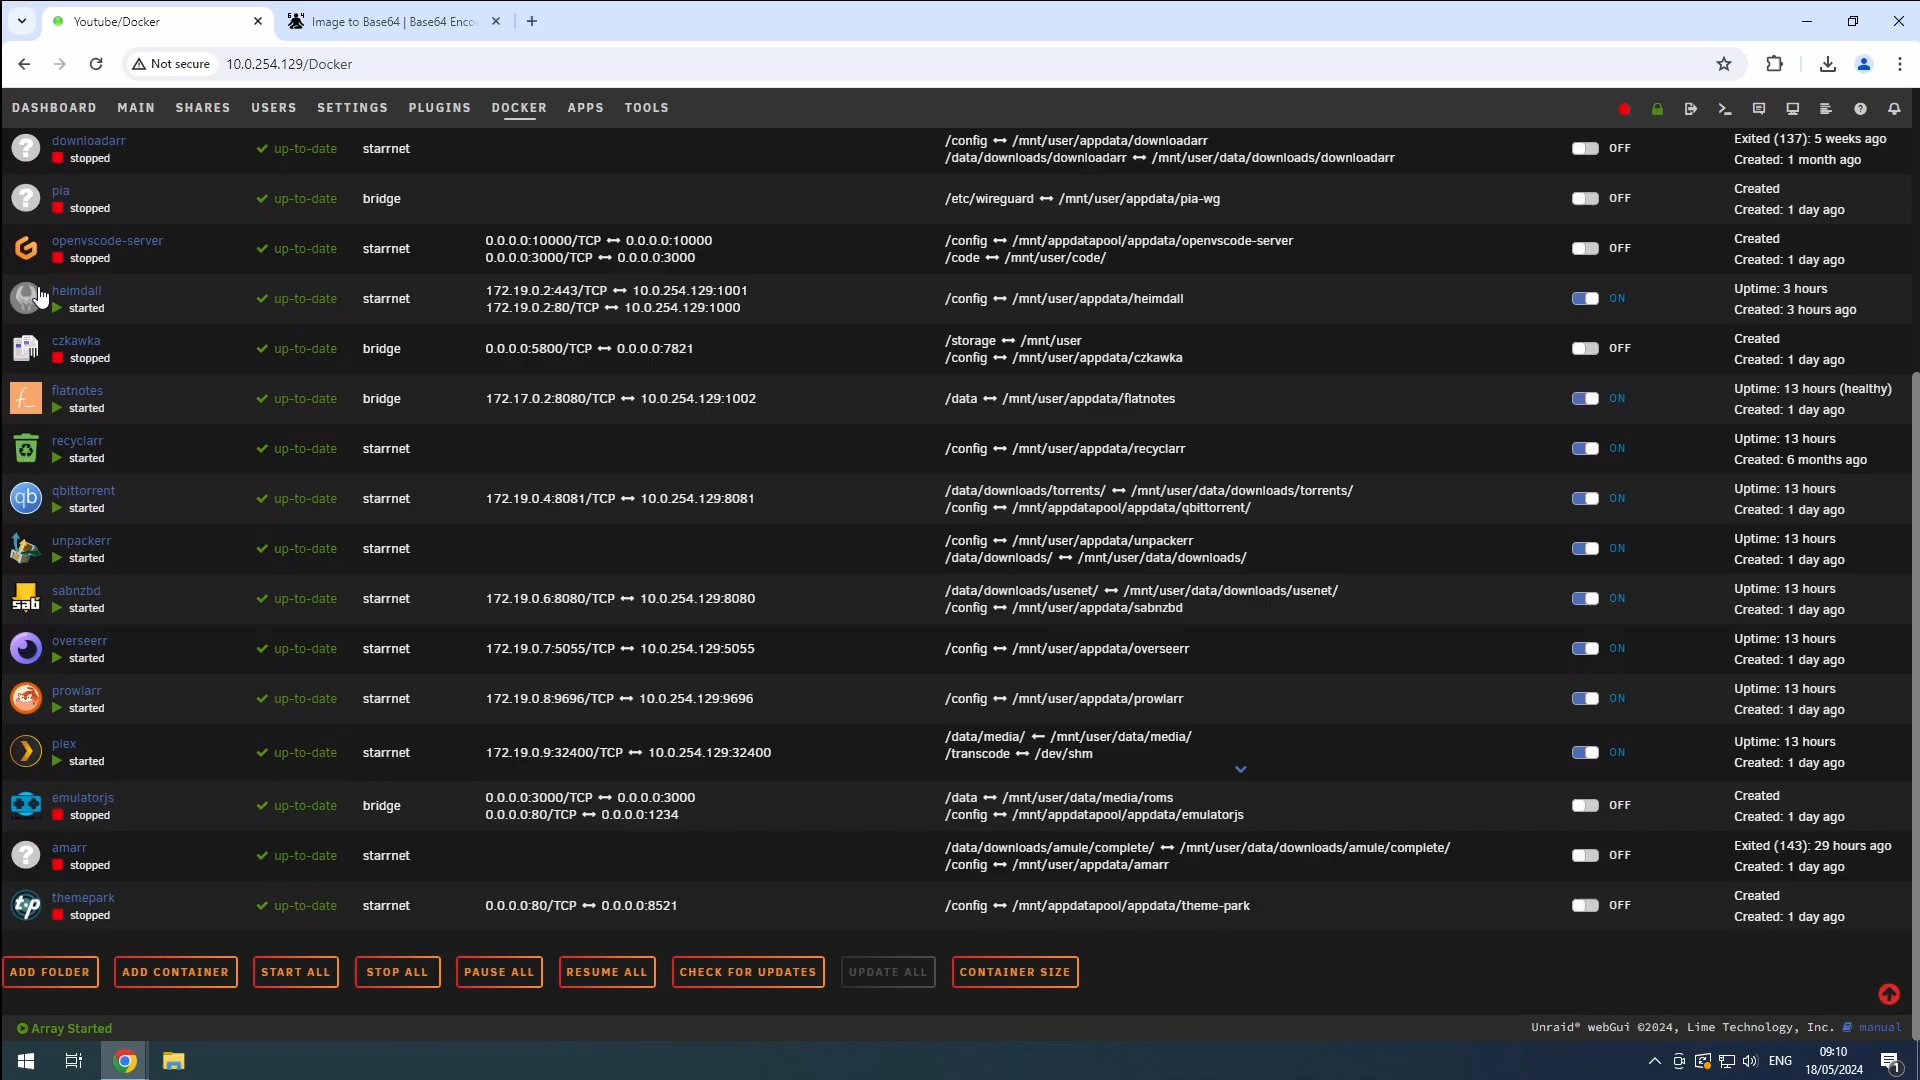 Youtube/Docker
Image to Base64 | Base64 Enco
Not secure
10.0.254.129/Docker
DASHBOARD MAIN SHARES USERS SETTINGS PLUGINS DOCKER APPS TOOLS
downloadarr
stopped
up-to-date
starrnet
/config ↔ /mnt/user/appdata/downloadarr
/data/downloads/downloadarr ↔ /mnt/user/data/downloads/downloadarr
OFF
Exited (137): 5 weeks ago
Created: 1 month ago
pia
stopped
up-to-date
bridge
/etc/wireguard ↔ /mnt/user/appdata/pia-wg
OFF
Created
Created: 1 day ago
openvscode-server
stopped
up-to-date
starrnet
0.0.0.0:10000/TCP ↔ 0.0.0.0:10000
0.0.0.0:3000/TCP ↔ 0.0.0.0:3000
/config ↔ /mnt/appdatapool/appdata/openvscode-server
/code ↔ /mnt/user/code/
OFF
Created
Created: 1 day ago
heimdall
started
up-to-date
starrnet
172.19.0.2:443/TCP ↔ 10.0.254.129:1001
172.19.0.2:80/TCP ↔ 10.0.254.129:1000
/config ↔ /mnt/user/appdata/heimdall
ON
Uptime: 3 hours
Created: 3 hours ago
czkawka
stopped
up-to-date
bridge
0.0.0.0:5800/TCP ↔ 0.0.0.0:7821
/storage ↔ /mnt/user
/config ↔ /mnt/user/appdata/czkawka
OFF
Created
Created: 1 day ago
f_
flatnotes
started
up-to-date
bridge
172.17.0.2:8080/TCP ↔ 10.0.254.129:1002
/data ↔ /mnt/user/appdata/flatnotes
ON
Uptime: 13 hours (healthy)
Created: 1 day ago
recyclarr
started
up-to-date
starrnet
/config ↔ /mnt/user/appdata/recyclarr
ON
Uptime: 13 hours
Created: 6 months ago
qb
qbittorrent
started
up-to-date
starrnet
172.19.0.4:8081/TCP ↔ 10.0.254.129:8081
/data/downloads/torrents/ ↔ /mnt/user/data/downloads/torrents/
/config ↔ /mnt/appdatapool/appdata/qbittorrent/
ON
Uptime: 13 hours
Created: 1 day ago
unpackerr
started
up-to-date
starrnet
/config ↔ /mnt/user/appdata/unpackerr
/data/downloads/ ↔ /mnt/user/data/downloads/
ON
Uptime: 13 hours
Created: 1 day ago
sab
sabnzbd
started
up-to-date
starrnet
172.19.0.6:8080/TCP ↔ 10.0.254.129:8080
/data/downloads/usenet/ ↔ /mnt/user/data/downloads/usenet/
/config ↔ /mnt/user/appdata/sabnzbd
ON
Uptime: 13 hours
Created: 1 day ago
overseerr
started
up-to-date
starrnet
172.19.0.7:5055/TCP ↔ 10.0.254.129:5055
/config ↔ /mnt/user/appdata/overseerr
ON
Uptime: 13 hours
Created: 1 day ago
prowlarr
started
up-to-date
starrnet
172.19.0.8:9696/TCP ↔ 10.0.254.129:9696
/config ↔ /mnt/user/appdata/prowlarr
ON
Uptime: 13 hours
Created: 1 day ago
plex
started
up-to-date
starrnet
172.19.0.9:32400/TCP ↔ 10.0.254.129:32400
/data/media/ ← /mnt/user/data/media/
/transcode ↔ /dev/shm
ON
Uptime: 13 hours
Created: 1 day ago
emulatorjs
stopped
up-to-date
bridge
0.0.0.0:3000/TCP ↔ 0.0.0.0:3000
0.0.0.0:80/TCP ↔ 0.0.0.0:1234
/data ↔ /mnt/user/data/media/roms
/config ↔ /mnt/appdatapool/appdata/emulatorjs
OFF
Created
Created: 1 day ago
amarr
stopped
up-to-date
starrnet
/data/downloads/amule/complete/ ↔ /mnt/user/data/downloads/amule/complete/
/config ↔ /mnt/user/appdata/amarr
OFF
Exited (143): 29 hours ago
Created: 1 day ago
tp
themepark
stopped
up-to-date
starrnet
0.0.0.0:80/TCP ↔ 0.0.0.0:8521
/config ↔ /mnt/appdatapool/appdata/theme-park
OFF
Created
Created: 1 day ago
ADD FOLDER ADD CONTAINER START ALL STOP ALL PAUSE ALL RESUME ALL CHECK FOR UPDATES UPDATE ALL CONTAINER SIZE
Array Started
Unraid® webGui ©2024, Lime Technology, Inc. manual
ENG
09:10
18/05/2024
1